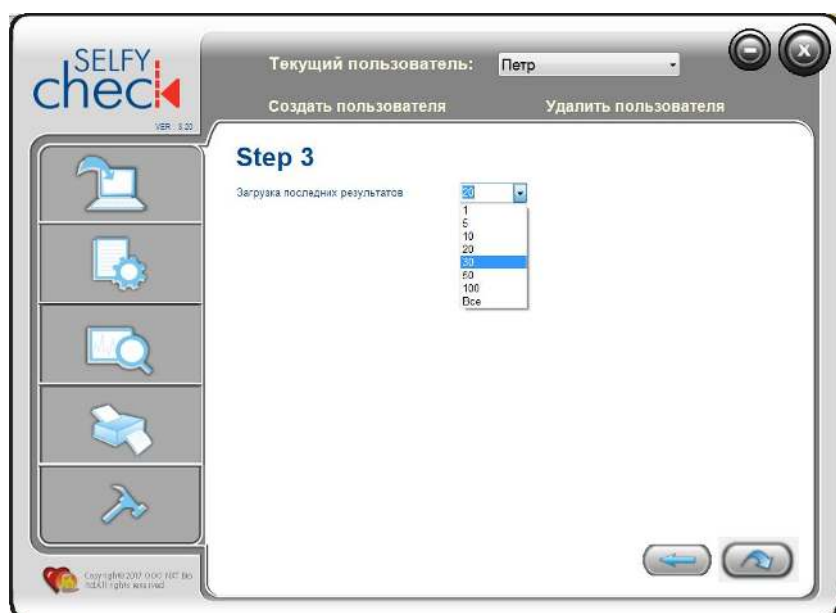 SELFY
check
Текущий пользователь:
Петр
Создать пользователя
Удалить пользователя
Step 3
Загрузка последних результатов
20
1
5
10
20
30
50
100
Все